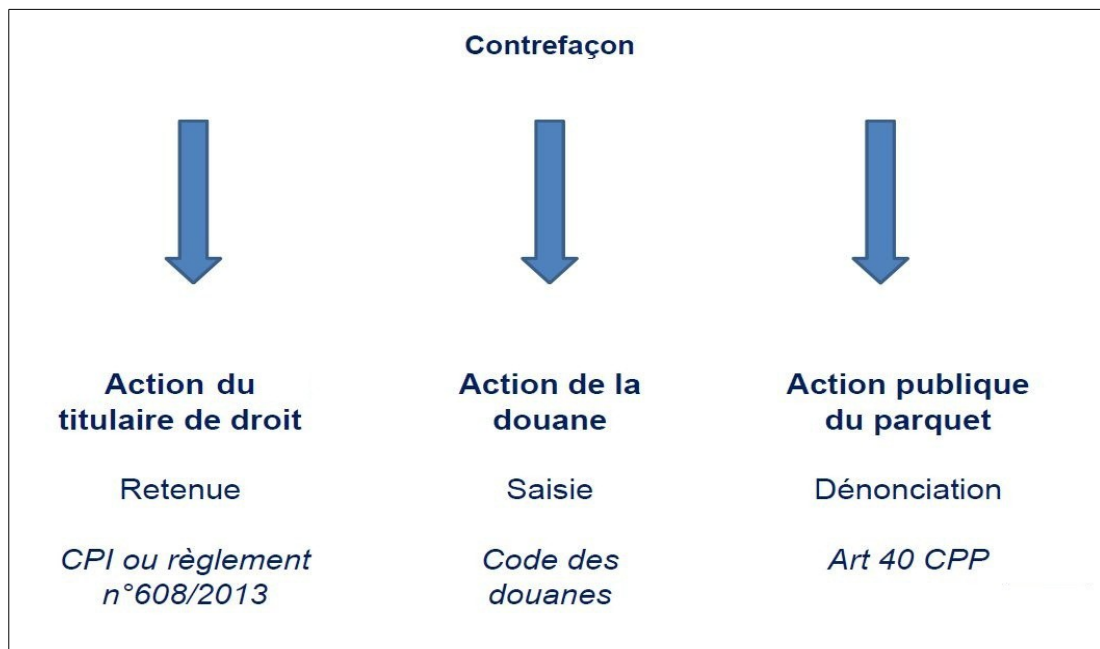 Contrefaçon
Action du
titulaire de droit
Retenue
CPI ou règlement
n°608/2013
Action de la
douane
Saisie
Code des
douanes
Action publique
du parquet
Dénonciation
Art 40 CPP